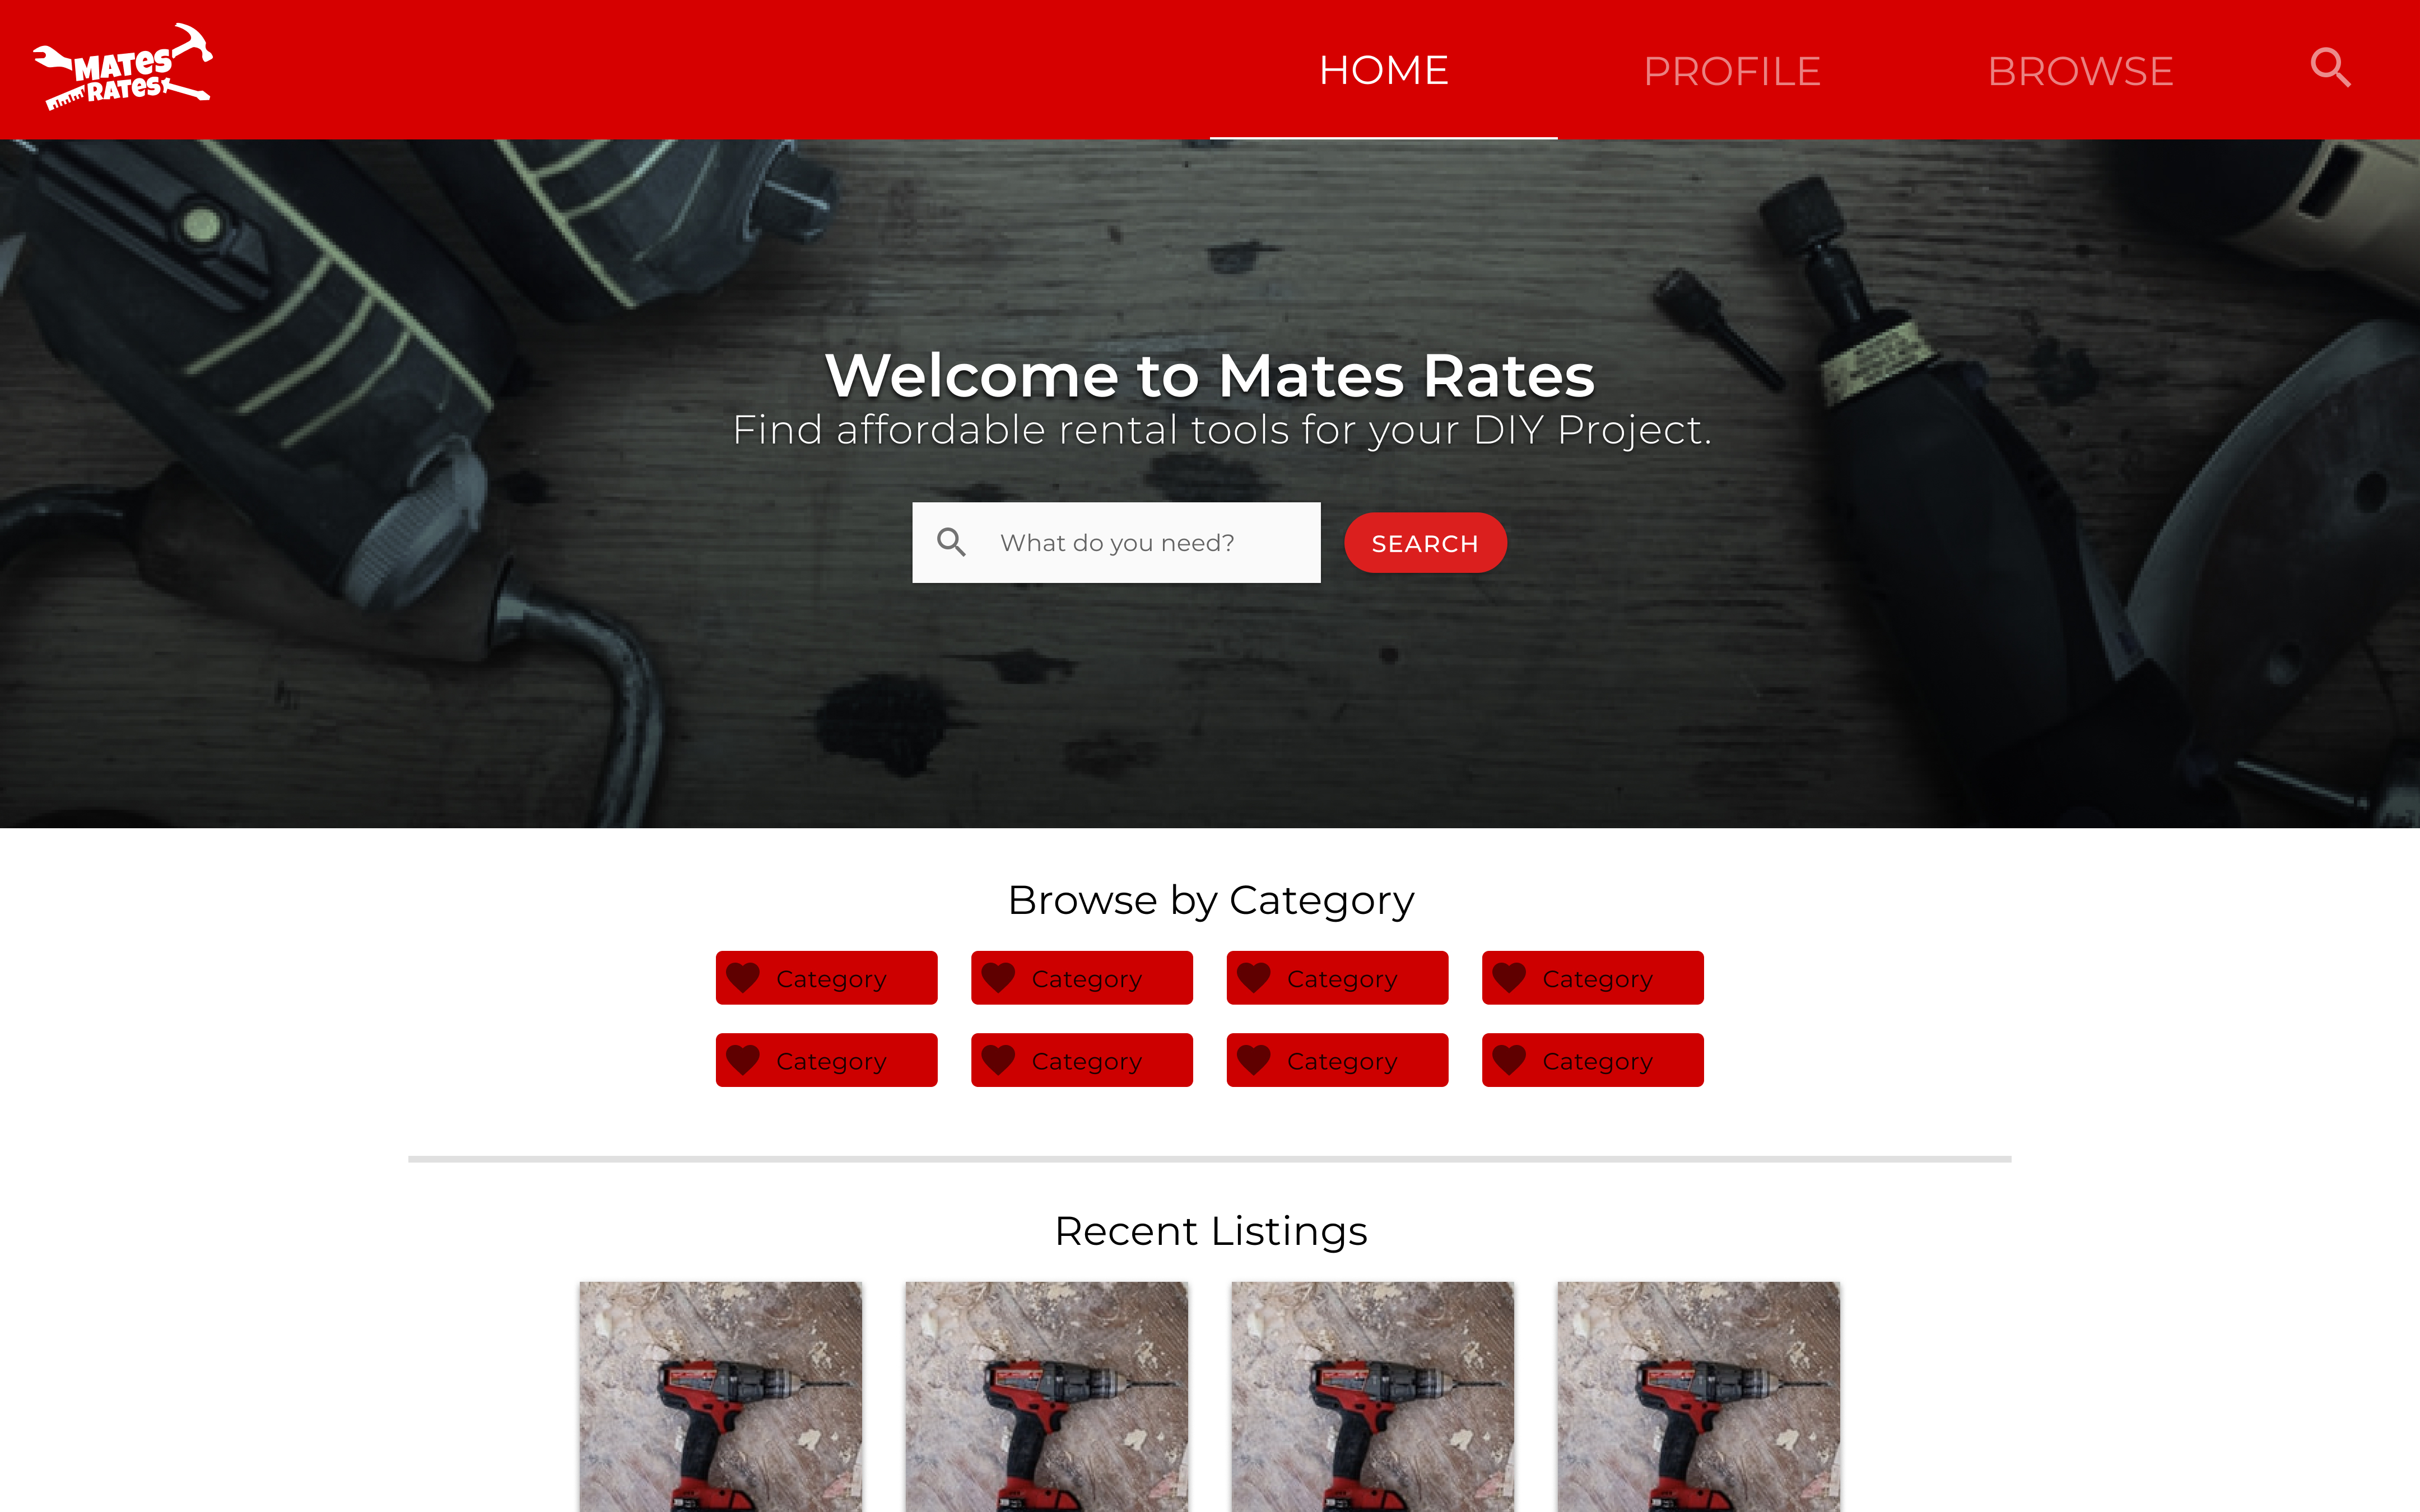 MATES
RATES
HOME
PROFILE
BROWSE
Welcome to Mates Rates
Find affordable rental tools for your DIY Project.
What do you need?
SEARCH
Browse by Category
Category
Category
Category
Category
Category
Category
Category
Category
Recent Listings